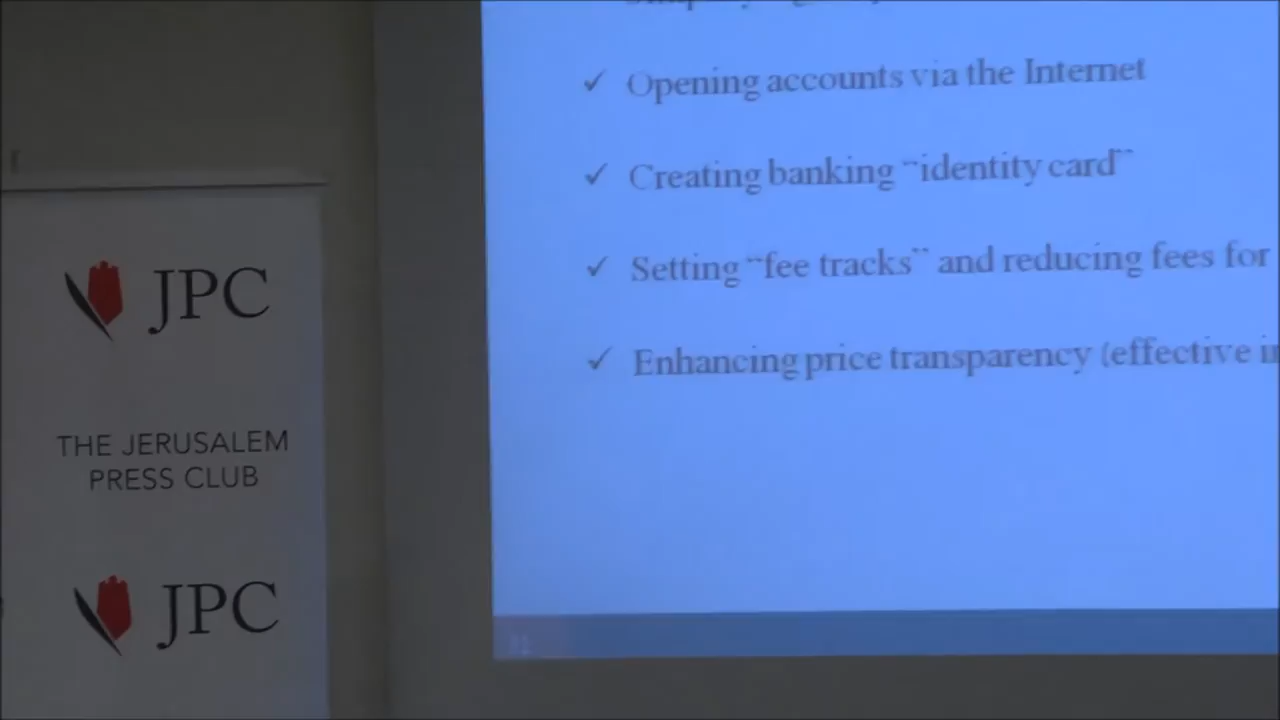 Opening accounts via the Internet
Creating banking "identity card"
Setting "fee tracks" and reducing fees for
Enhancing price transparency (effective
JPC
THE JERUSALEM
PRESS CLUB
JPC